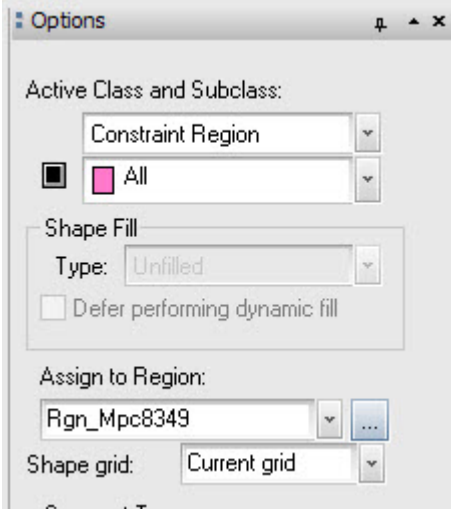 Options
Active Class and Subclass:
Constraint Region
All
Shape Fill
Type: Unfilled
Defer performing dynamic fill
Assign to Region:
Rgn_Mpc8349 ...
Shape grid: Current grid